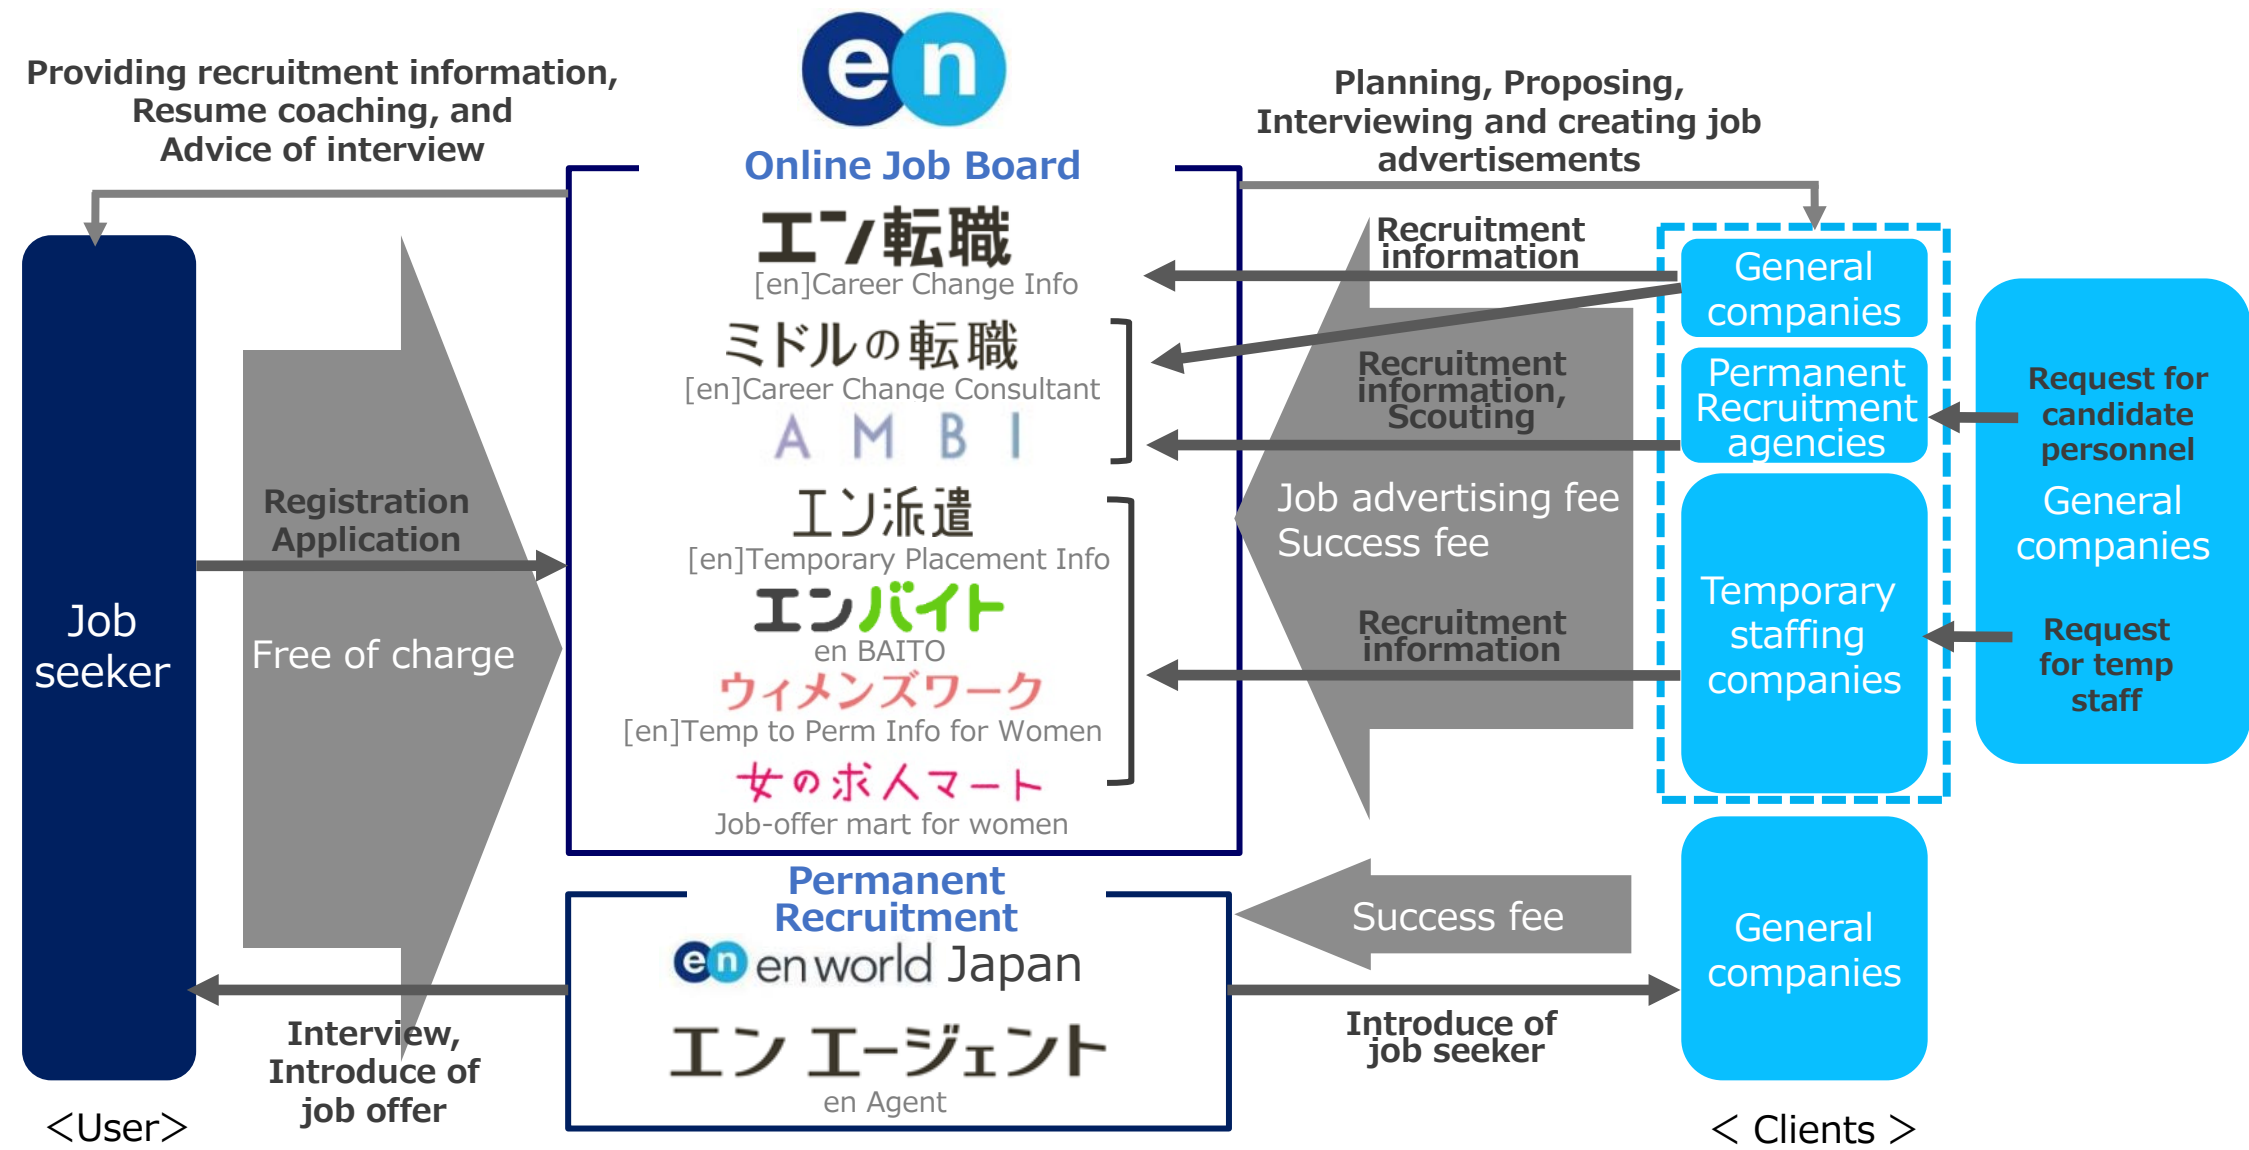 en
Providing recruitment information,
Resume coaching, and
Advice of interview
Planning, Proposing,
Interviewing and creating job
advertisements
Online Job Board
エン転職
[en]Career Change Info
ミドルの転職
[en]Career Change Consultant
AMBI
エン派遣
[en]Temporary Placement Info
エンバイト
en BAITO
ウィメンズワーク
[en]Temp to Perm Info for Women
女の求人マート
Job-offer mart for women
Permanent
Recruitment
en en world Japan
エン エージェント
en Agent
Job
seeker
Registration
Application
Free of charge
Interview,
Introduce of
job offer
<User>
Recruitment
information
Recruitment
information,
Scouting
Job advertising fee
Success fee
Recruitment
information
Success fee
Introduce of
job seeker
General
companies
Permanent
Recruitment
agencies
Temporary
staffing
companies
General
companies
Request for
candidate
personnel
General
companies
Request
for temp
staff
< Clients >